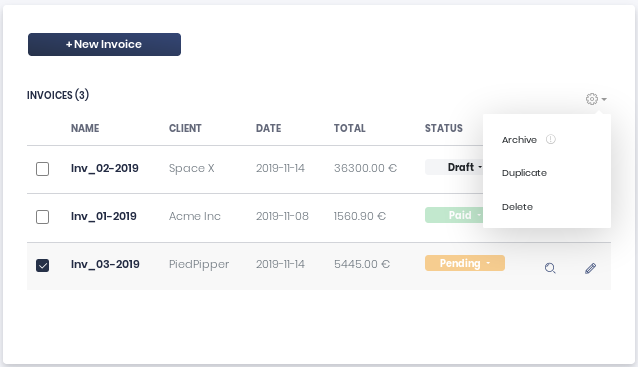 + New Invoice
INVOICES (3)
NAME CLIENT DATE TOTAL STATUS
Inv_02-2019 Space X 2019-11-14 36300.00 € Draft
Inv_01-2019 Acme Inc 2019-11-08 1560.90 € Paid
Inv_03-2019 PiedPipper 2019-11-14 5445.00 € Pending
Archive
Duplicate
Delete